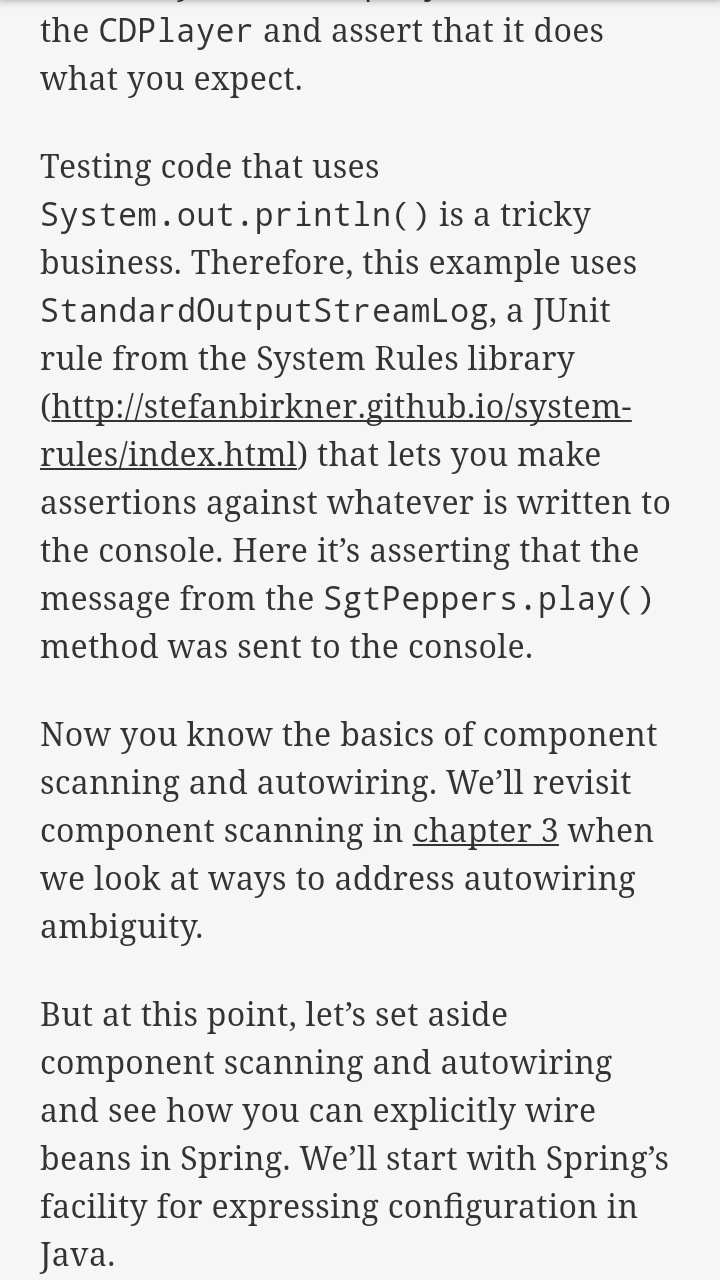 the CDPlayer and assert that it does
what you expect.
Testing code that uses
System.out.println() is a tricky
business. Therefore, this example uses
StandardOutputStreamLog, a JUnit
rule from the System Rules library
(http://stefanbirkner.github.io/system-
rules/index.html) that lets you make
assertions against whatever is written to
the console. Here it’s asserting that the
message from the SgtPeppers.play()
method was sent to the console.
Now you know the basics of component
scanning and autowiring. We’ll revisit
component scanning in chapter 3 when
we look at ways to address autowiring
ambiguity.
But at this point, let’s set aside
component scanning and autowiring
and see how you can explicitly wire
beans in Spring. We’ll start with Spring’s
facility for expressing configuration in
Java.